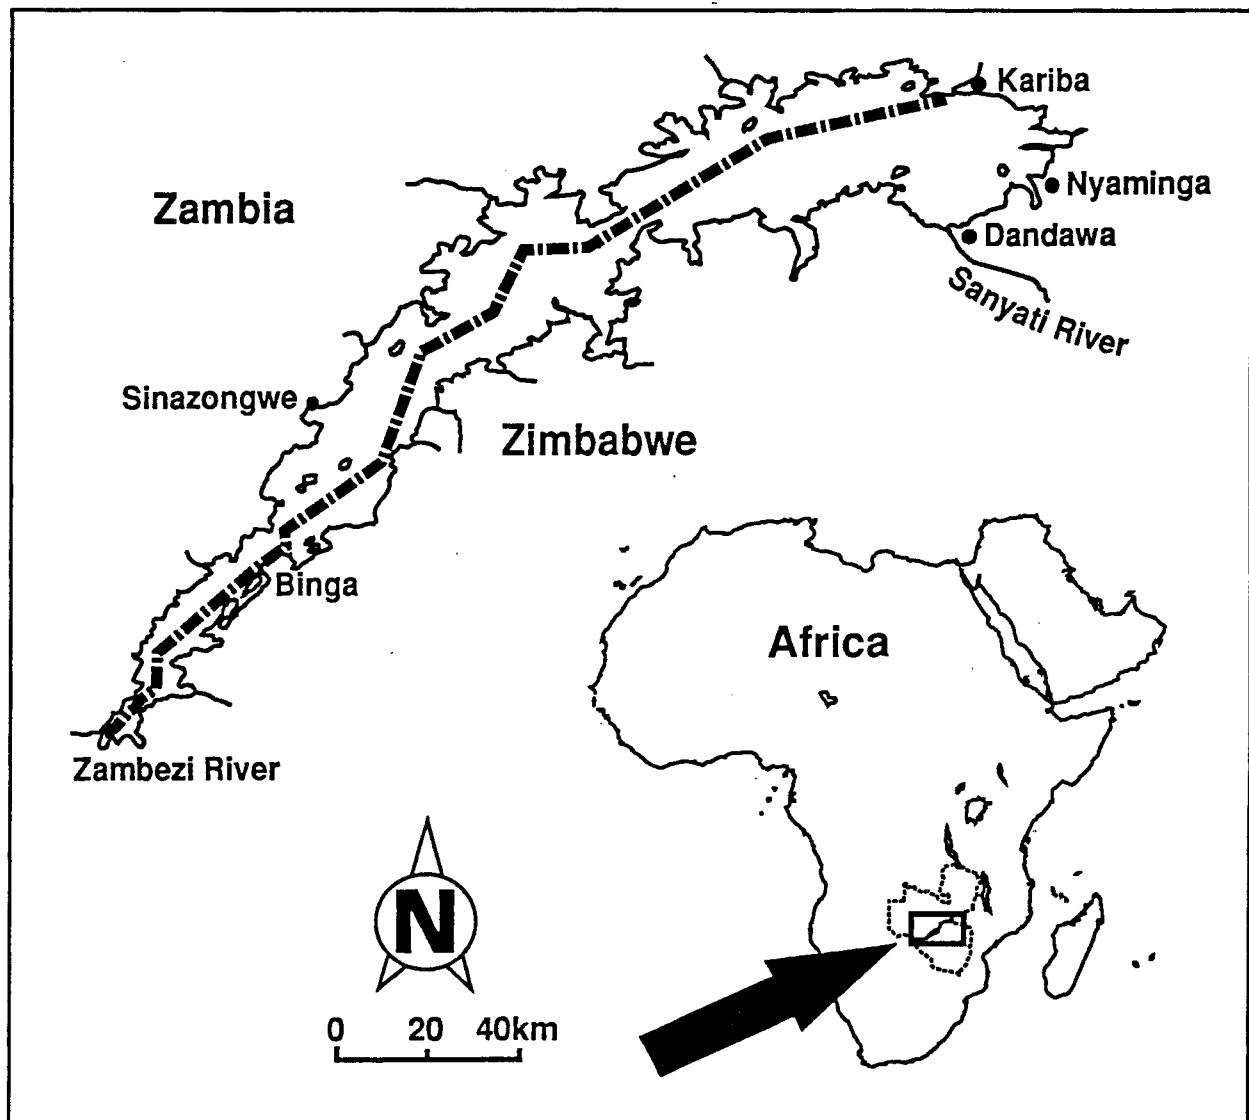 Kariba
Zambia
Nyaminga
Dandawa
Sanyati River
Sinazongwe
Zimbabwe
Binga
Africa
Zambezi River
N
0 20 40km